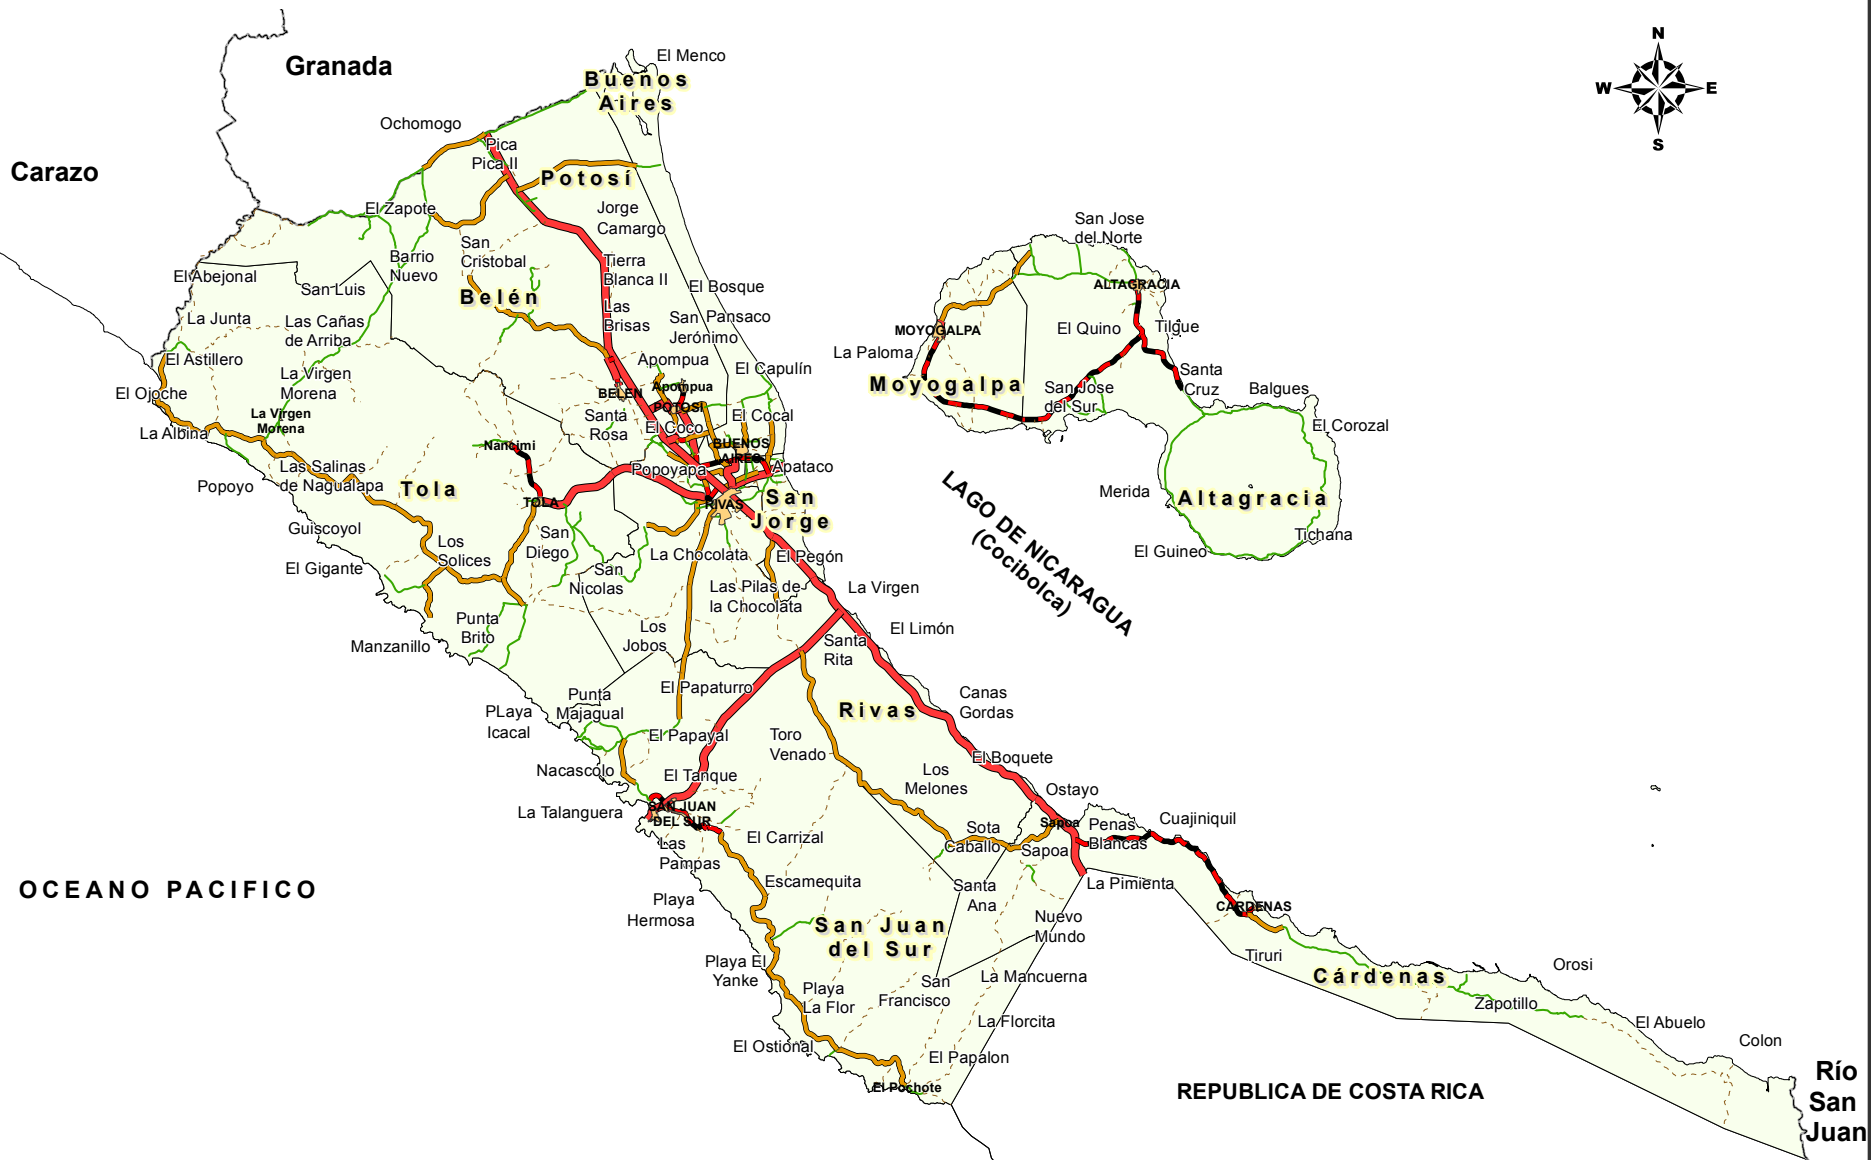 N
W
E
S
Granada
Carazo
El Menco
Buenos
Aires
Ochomogo
Pica
Pica II
Potosí
El Zapote
Jorge
Camargo
San
Cristobal
Barrio
Nuevo
Tierra
Blanca II
El Abejonal
San Luis
Belén
El Bosque
Las
Brisas
San
Jerónimo
Pansaco
La Junta
Las Cañas
de Arriba
El Astillero
Apompua
El Capulín
La Virgen
Morena
El Ojoche
BELEN
Apompua
POTOSI
La Virgen
Morena
Santa
Rosa
El Coco
El Cocal
La Albina
Nancimi
BUENOS
AIRES
Las Salinas
de Nagualapa
Popoyapa
Apataco
Popoyo
Tola
TOLA
RIVAS
San
Jorge
Guiscoyol
Los
Solices
San
Diego
La Chocolata
El Pegón
El Gigante
San
Nicolas
Las Pilas de
la Chocolata
La Virgen
Punta
Brito
Los
Jobos
El Limón
Manzanillo
Santa
Rita
El Papaturro
Punta
Majagual
PLaya
Icacal
Rivas
Canas
Gordas
El Papayal
Toro
Venado
El Boquete
Nacascolo
El Tanque
Los
Melones
Ostayo
La Talanguera
SAN JUAN
DEL SUR
Sapoa
Penas
Blancas
Cuajiniquil
Las
Pampas
El Carrizal
Sota
Caballo
Sapoa
Escamequita
Santa
Ana
La Pimienta
Playa
Hermosa
San Juan
del Sur
Nuevo
Mundo
CARDENAS
OCEANO PACIFICO
Playa El
Yanke
Tiruri
Cárdenas
Orosi
Playa
La Flor
San
Francisco
La Mancuerna
Zapotillo
La Florcita
El Abuelo
El Ostional
El Papalon
Colon
El Pochote
REPUBLICA DE COSTA RICA
Río
San
Juan
San Jose
del Norte
ALTAGRACIA
MOYOGALPA
El Quino
Tilgue
La Paloma
Moyogalpa
San Jose
del Sur
Santa
Cruz
Balgues
El Corozal
Merida
Altagracia
El Guineo
Tichana
LAGO DE NICARAGUA
(Cocibolca)